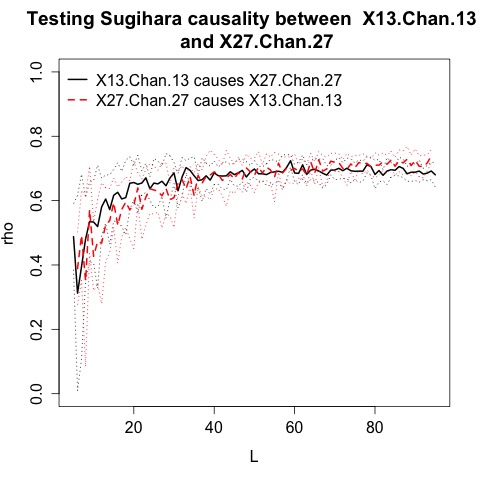 Testing Sugihara causality between  X13.Chan.13
and X27.Chan.27
X13.Chan.13 causes X27.Chan.27
X27.Chan.27 causes X13.Chan.13
1.0
0.8
0.6
0.4
0.2
0.0
rho
20 40 60 80
L